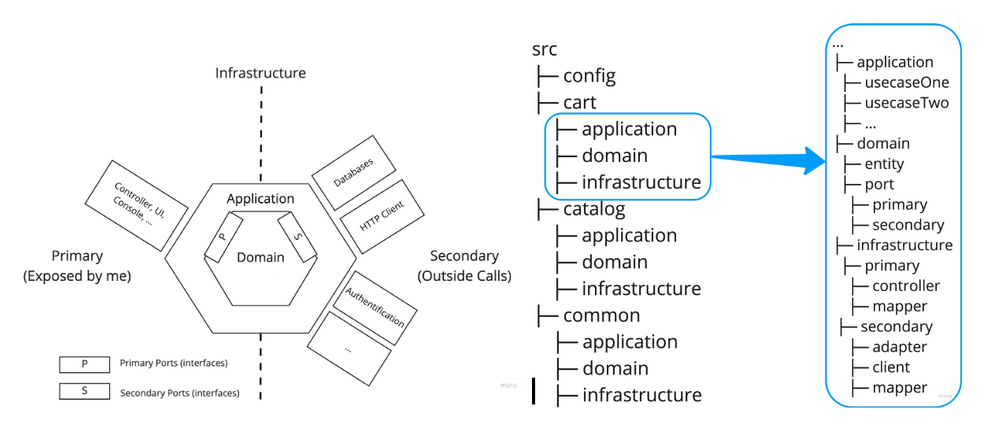 Infrastructure
Controller, UI,
Console, ...
Databases
HTTP Client
Application
P
S
Domain
Primary
(Exposed by me)
Secondary
(Outside Calls)
Authentification
...
P
Primary Ports (interfaces)
S
Secondary Ports (interfaces)
miro
src
config
cart
application
domain
infrastructure
catalog
application
domain
infrastructure
common
application
domain
infrastructure
...
application
usecaseOne
usecaseTwo
...
domain
entity
port
primary
secondary
infrastructure
primary
controller
mapper
secondary
adapter
client
mapper
miro